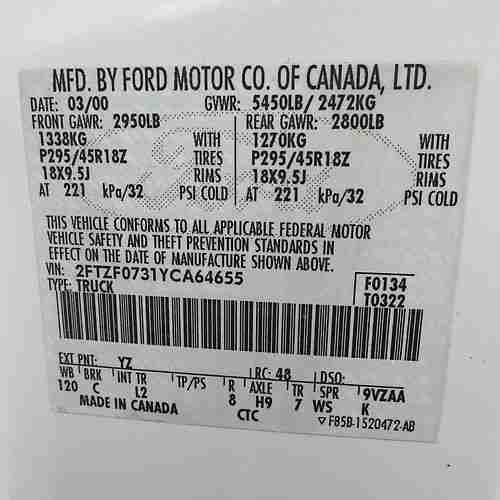 MFD. BY FORD MOTOR CO. OF CANADA, LTD.
DATE: 03/00 GVWR: 5450LB/ 2472KG
FRONT GAWR: 2950LB REAR GAWR: 2800LB
1338KG WITH 1270KG WITH
P295/45R18Z TIRES P295/45R18Z TIRES
18X9.5J RIMS 18X9.5J RIMS
AT 221 kPa/32 PSI COLD AT 221 kPa/32 PSI COLD
THIS VEHICLE CONFORMS TO ALL APPLICABLE FEDERAL MOTOR
VEHICLE SAFETY AND THEFT PREVENTION STANDARDS IN
EFFECT ON THE DATE OF MANUFACTURE SHOWN ABOVE.
VIN: 2FTZF0731YCA64655 F0134
TYPE: TRUCK T0322
EXT PNT: YZ RC: 48 DSO:
WB BRK INT TR TP/PS R AXLE TR SPR 9VZAA
120 C L2 8 H9 7 WS K
MADE IN CANADA CTC ▽ F85B-1520472-AB